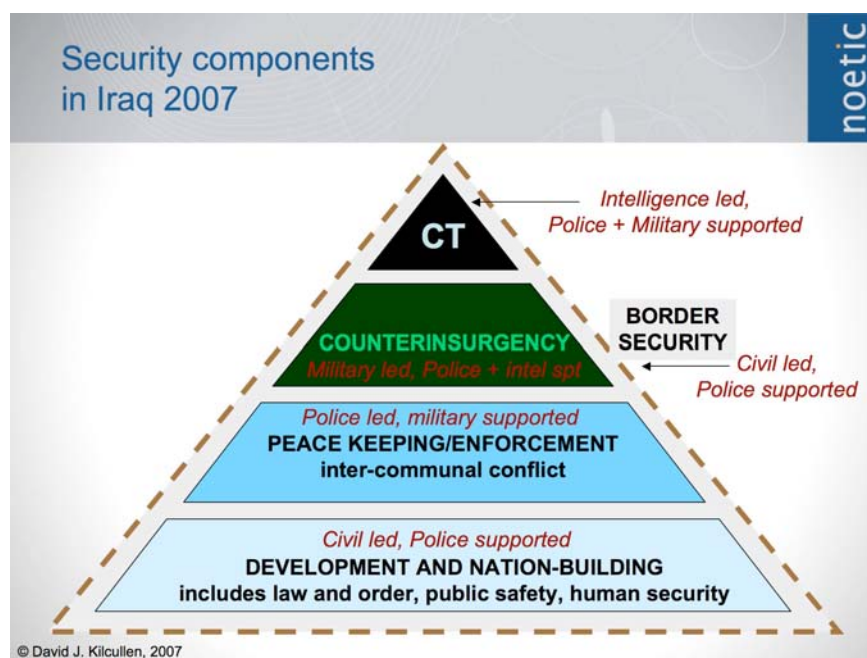 Security components
in Iraq 2007
noetic
CT
Intelligence led,
Police + Military supported
COUNTERINSURGENCY
Military led, Police + intel spt
BORDER
SECURITY
Civil led,
Police supported
Police led, military supported
PEACE KEEPING/ENFORCEMENT
inter-communal conflict
Civil led, Police supported
DEVELOPMENT AND NATION-BUILDING
includes law and order, public safety, human security
© David J. Kilcullen, 2007